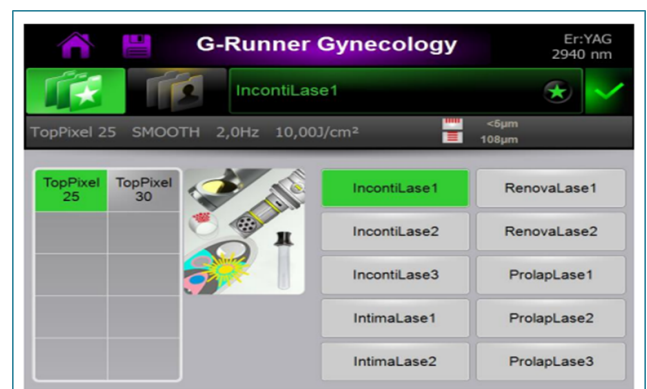 G-Runner Gynecology
Er:YAG
2940 nm
IncontiLase1
TopPixel 25 SMOOTH 2,0Hz 10,00J/cm²
<5µm
108µm
TopPixel 25
TopPixel 30
IncontiLase1
RenovaLase1
IncontiLase2
RenovaLase2
IncontiLase3
ProlapLase1
IntimaLase1
ProlapLase2
IntimaLase2
ProlapLase3